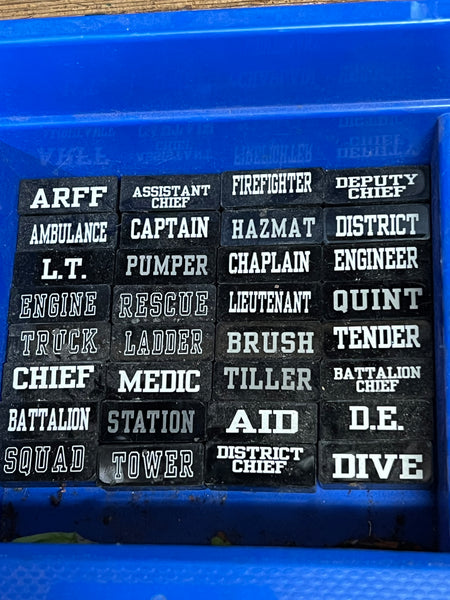 ARFF
ASSISTANT
CHIEF
FIREFIGHTER
DEPUTY
CHIEF
AMBULANCE
CAPTAIN
HAZMAT
DISTRICT
L.T.
PUMPER
CHAPLAIN
ENGINEER
ENGINE
RESCUE
LIEUTENANT
QUINT
TRUCK
LADDER
BRUSH
TENDER
CHIEF
MEDIC
TILLER
BATTALION
CHIEF
BATTALION
STATION
AID
D.E.
SQUAD
TOWER
DISTRICT
CHIEF
DIVE